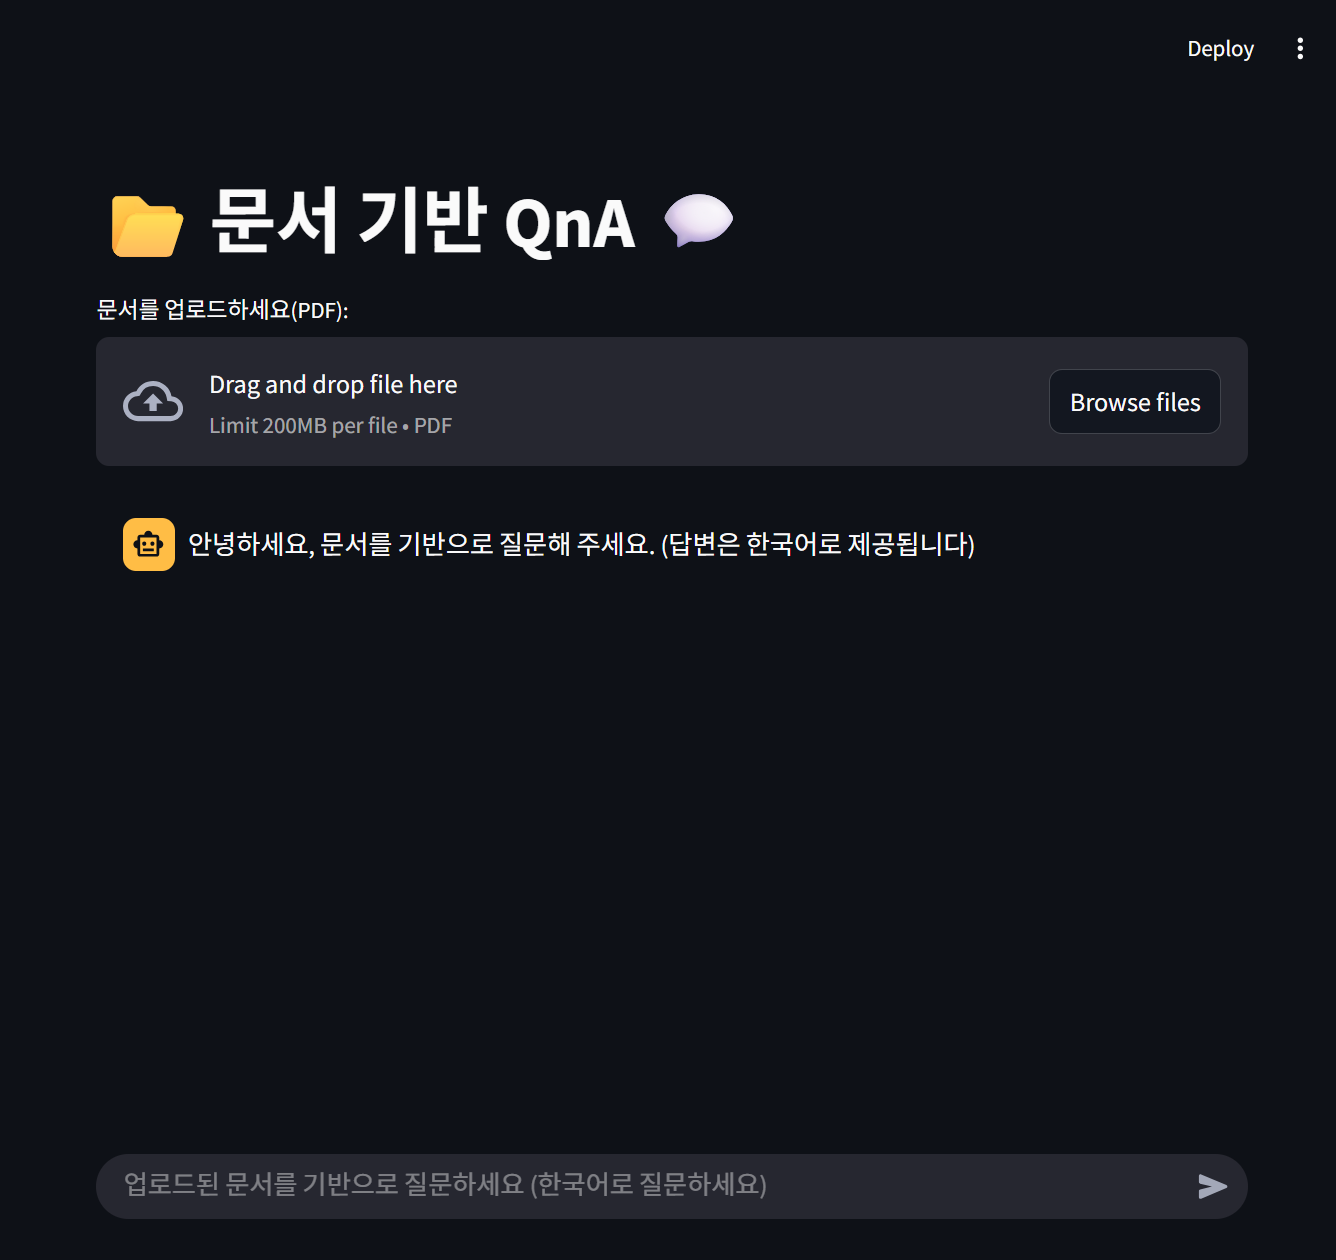 Deploy
문서 기반 QnA
문서를 업로드하세요(PDF):
Drag and drop file here
Limit 200MB per file • PDF
Browse files
안녕하세요, 문서를 기반으로 질문해 주세요. (답변은 한국어로 제공됩니다)
업로드된 문서를 기반으로 질문하세요 (한국어로 질문하세요)